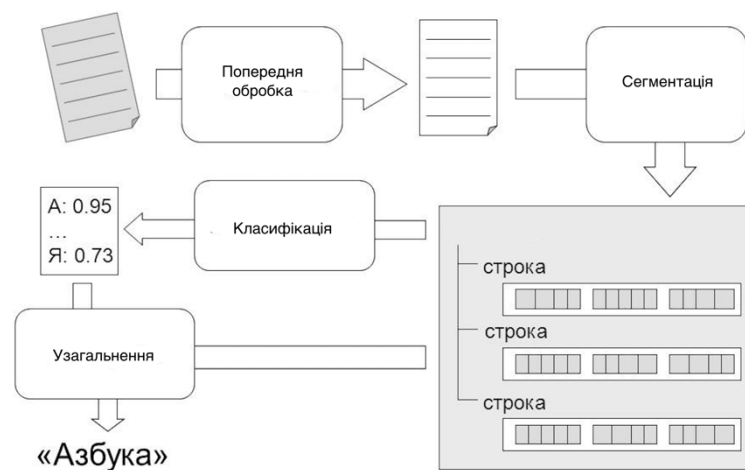 Попередня
обробка
Сегментація
А: 0.95
...
Я: 0.73
Класифікація
строка
строка
строка
Узагальнення
«Азбука»